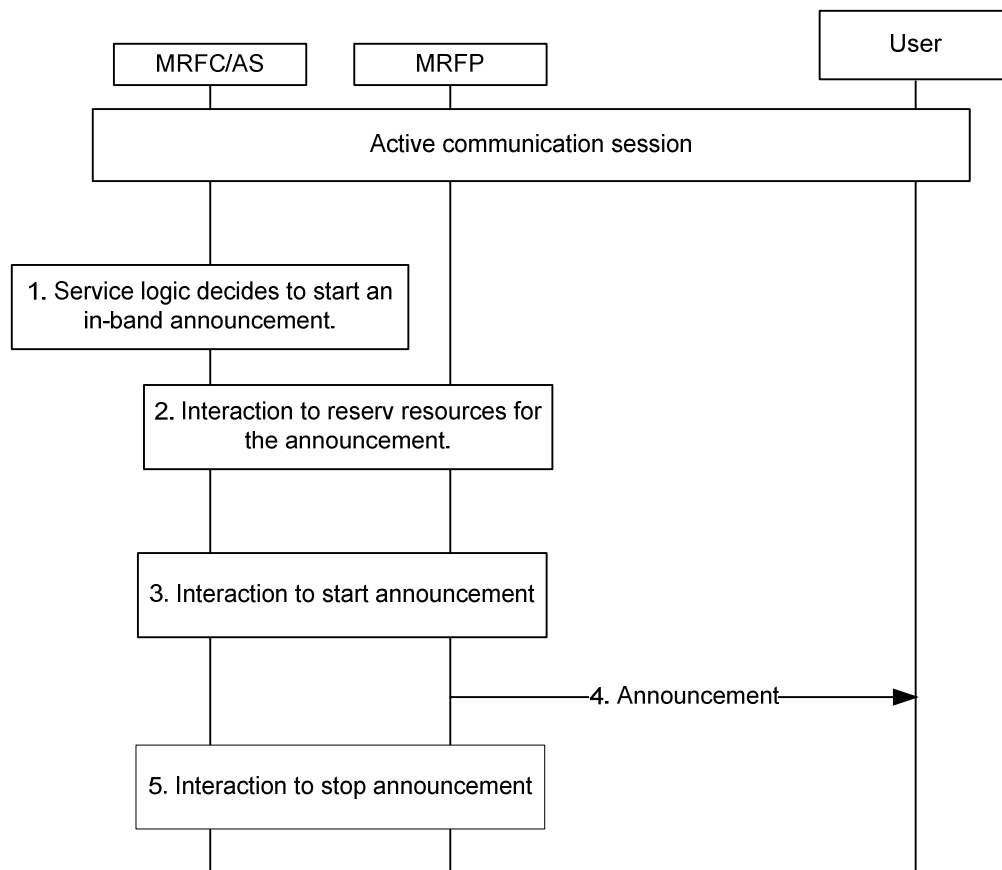 MRFC/AS
MRFP
User
Active communication session
1. Service logic decides to start an
in-band announcement.
2. Interaction to reserv resources for
the announcement.
3. Interaction to start announcement
4. Announcement
5. Interaction to stop announcement